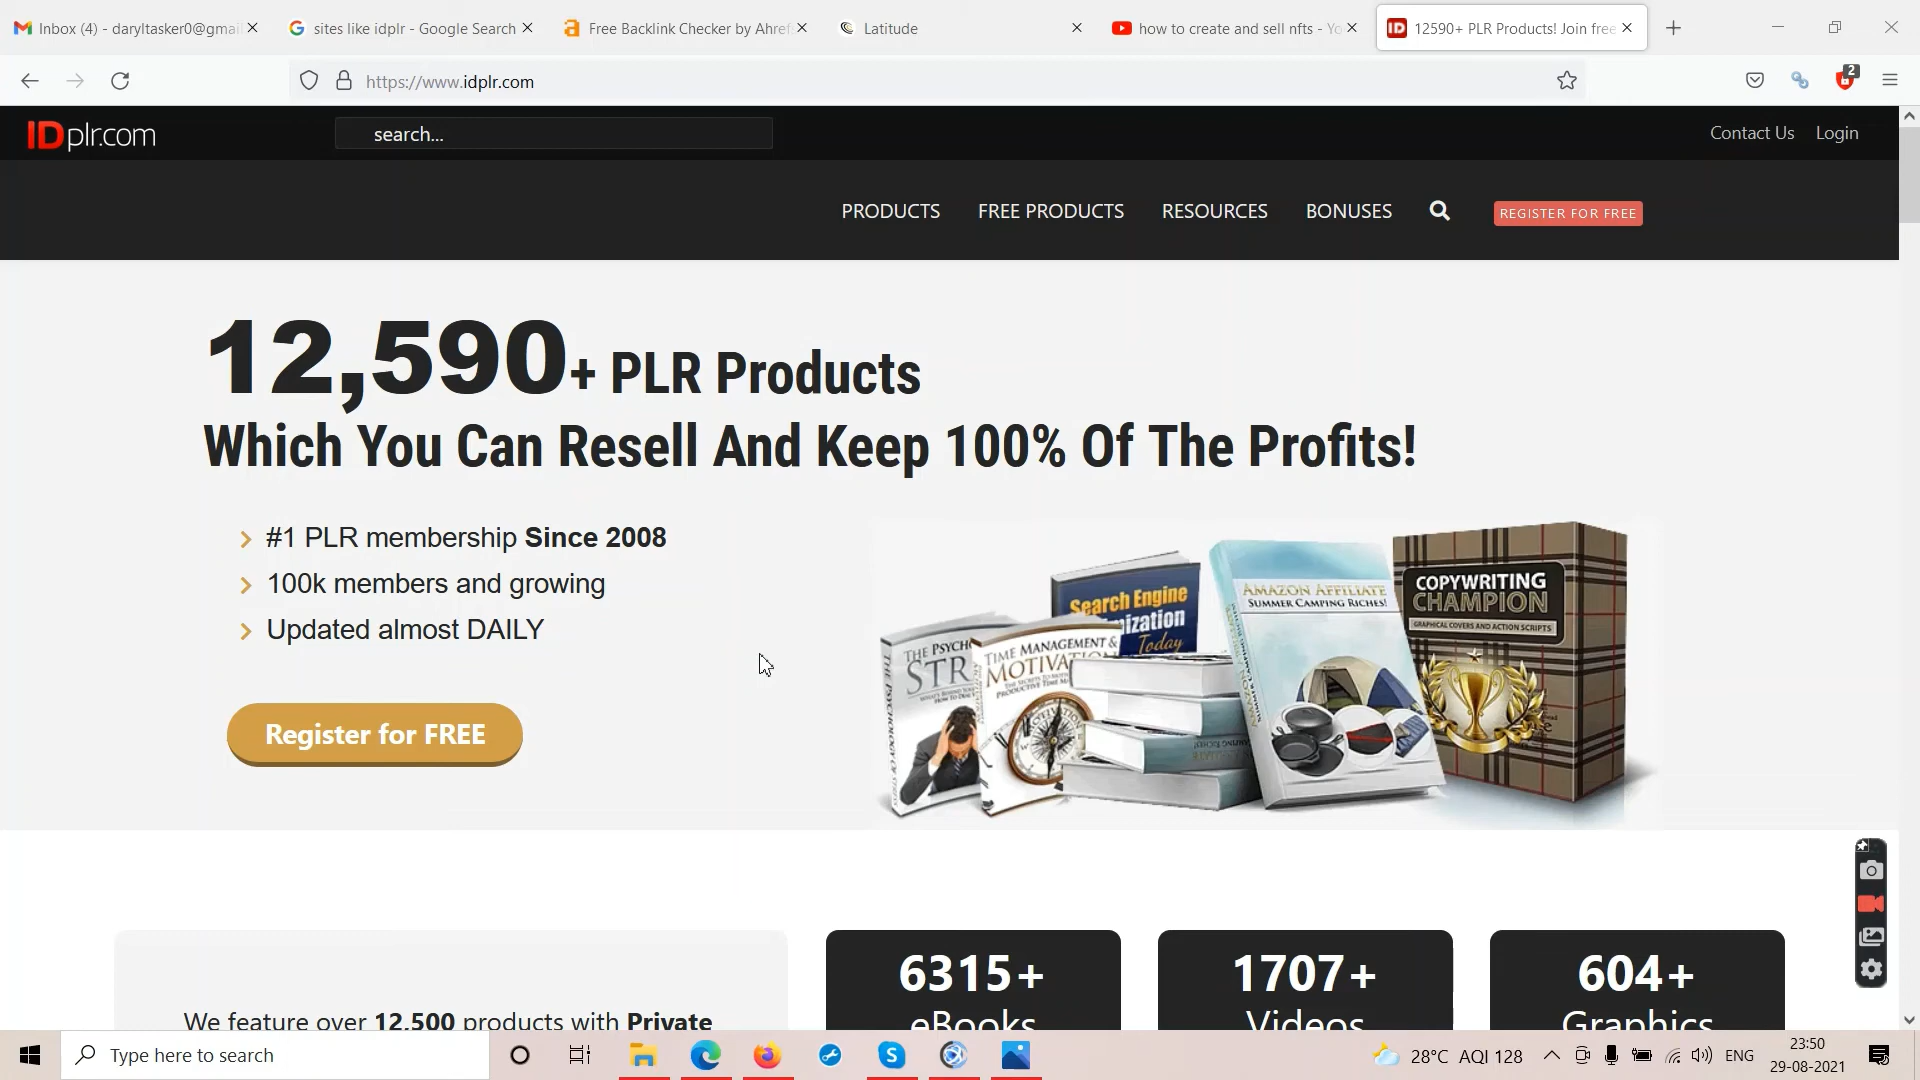 Inbox (4) - daryltasker0@gmai
sites like idplr - Google Search
Free Backlink Checker by Ahrefs
Latitude
how to create and sell nfts - Yo
ID 12590+ PLR Products! Join free
https://www.idplr.com
2
IDplr.com
search...
Contact Us
Login
PRODUCTS
FREE PRODUCTS
RESOURCES
BONUSES
REGISTER FOR FREE
12,590+ PLR Products
Which You Can Resell And Keep 100% Of The Profits!
#1 PLR membership Since 2008
100k members and growing
Updated almost DAILY
Register for FREE
THE PSYCHO
STR
TIME MANAGEMENT &
MOTIVAT
Search Engine
mization
Today
AMAZON AFFILIATE
SUMMER CAMPING RICHES!
COPYWRITING
CHAMPION
GRAPHICAL COVERS AND ACTION SCRIPTS
We feature over 12,500 products with Private
6315+
eBooks
1707+
Videos
604+
Graphics
Type here to search
28°C AQI 128
ENG
23:50
29-08-2021